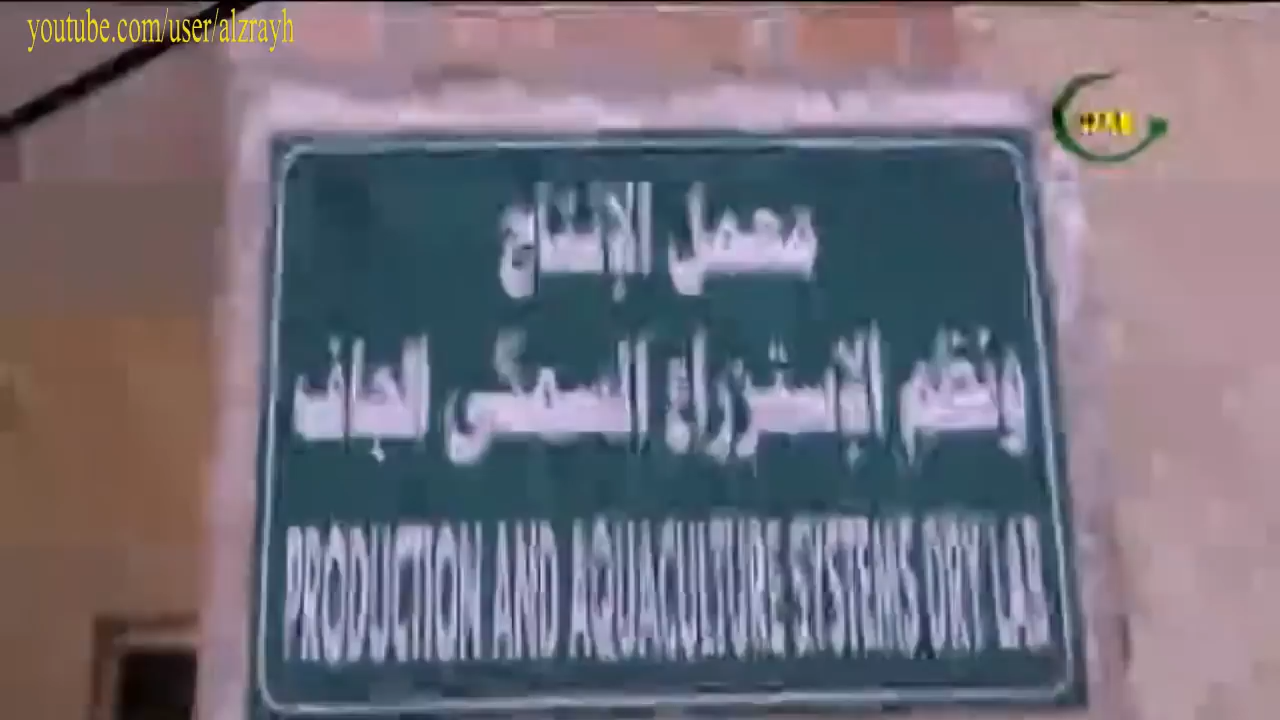 youtube.com/user/alzrayh
معمل الإنتاج
ونظم الإستزراع السمكى الجاف
PRODUCTION AND AQUACULTURE SYSTEMS DRY LAB